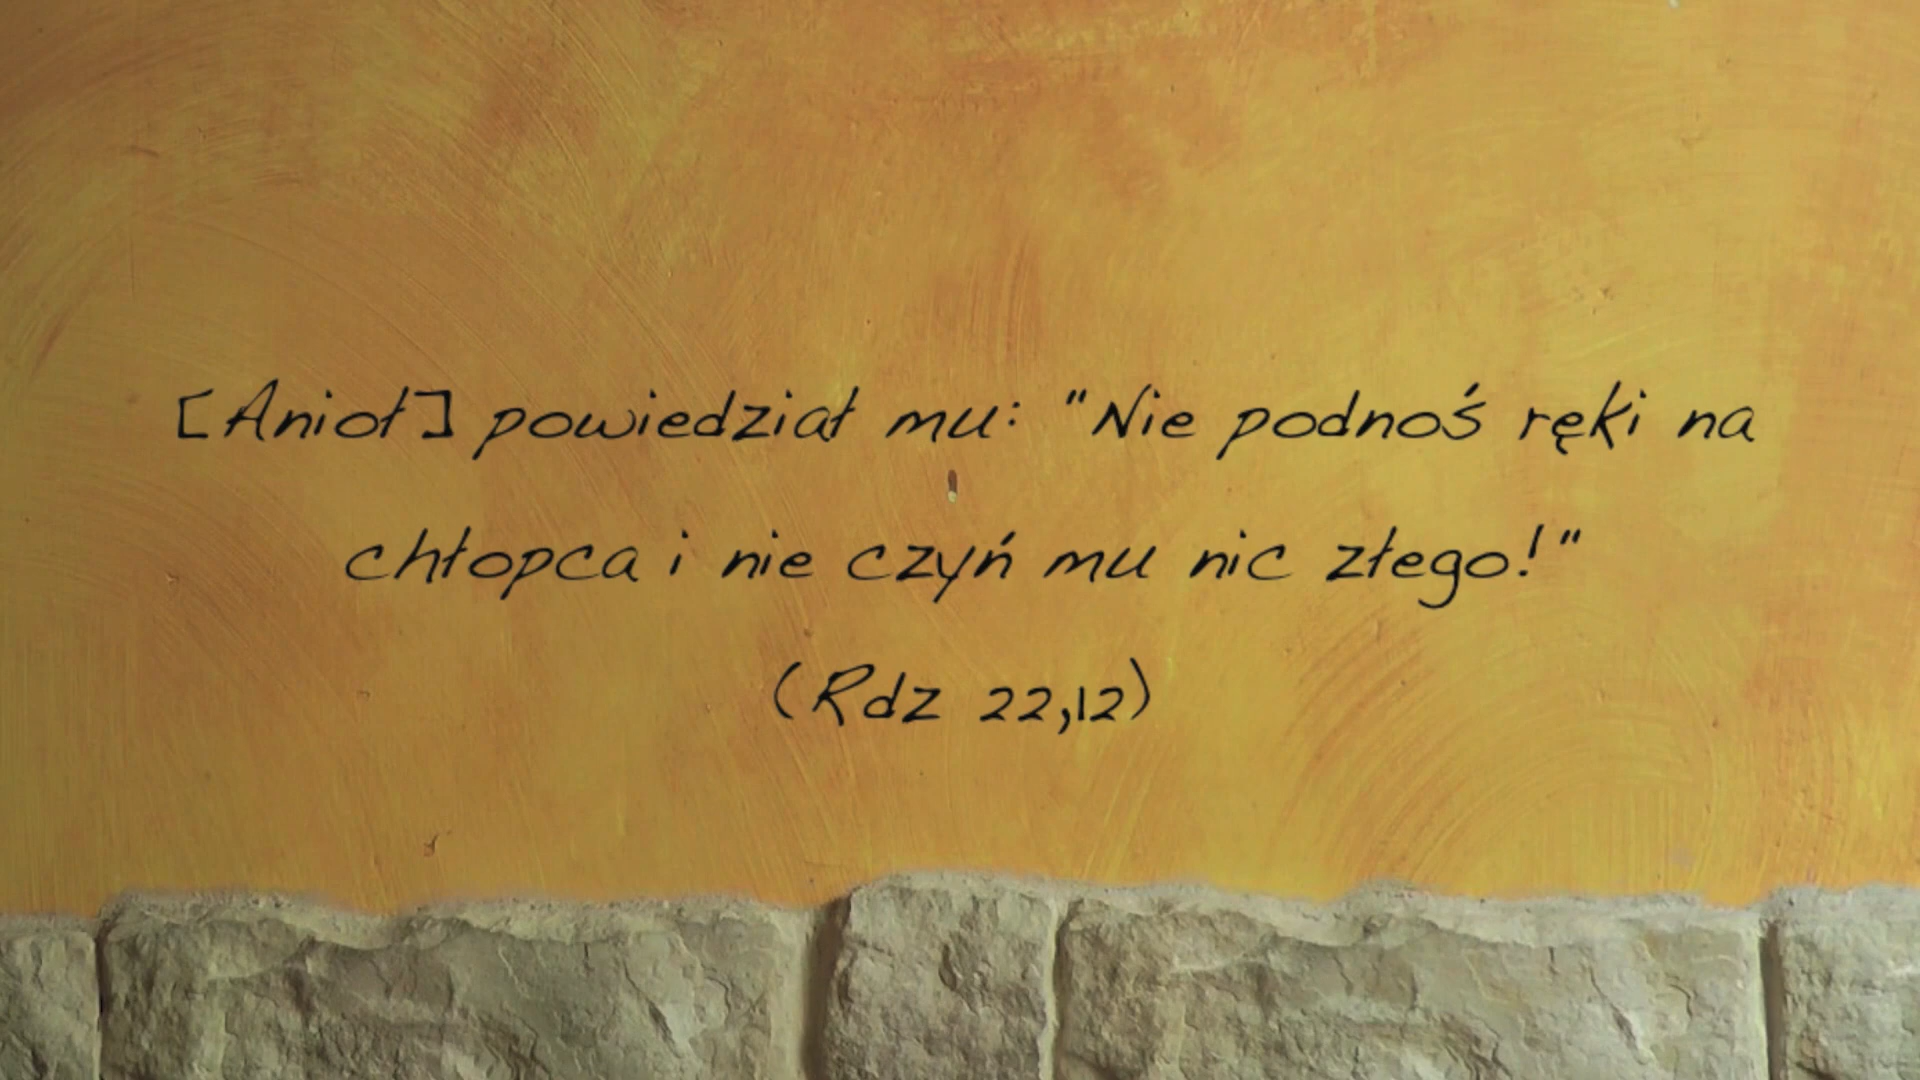 [Anioł] powiedział mu: "Nie podnoś ręki na
chłopca i nie czyń mu nic złego!"
(Rdz 22,12)